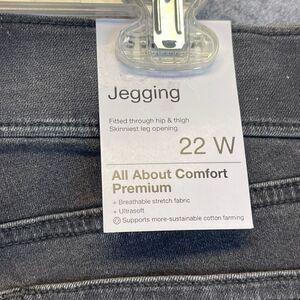 Jegging
Fitted through hip & thigh
Skinniest leg opening
22 W
All About Comfort
Premium
+ Breathable stretch fabric
+ Ultrasoft
Supports more-sustainable cotton farming